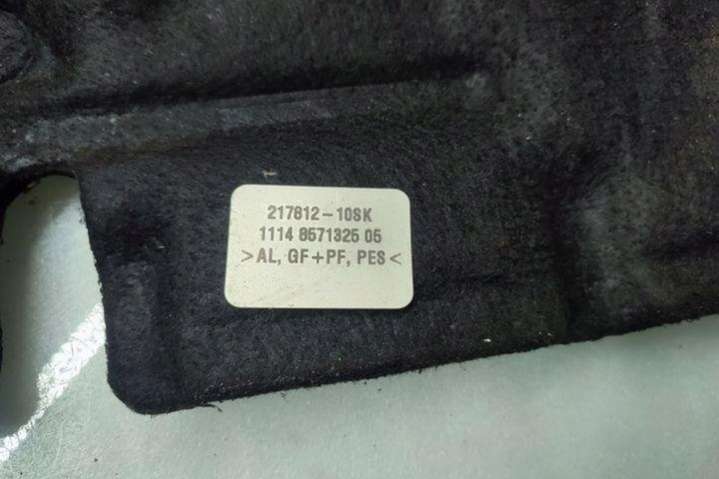 217812-10SK
1114 8571325 05
>AL, GF+PF, PES<